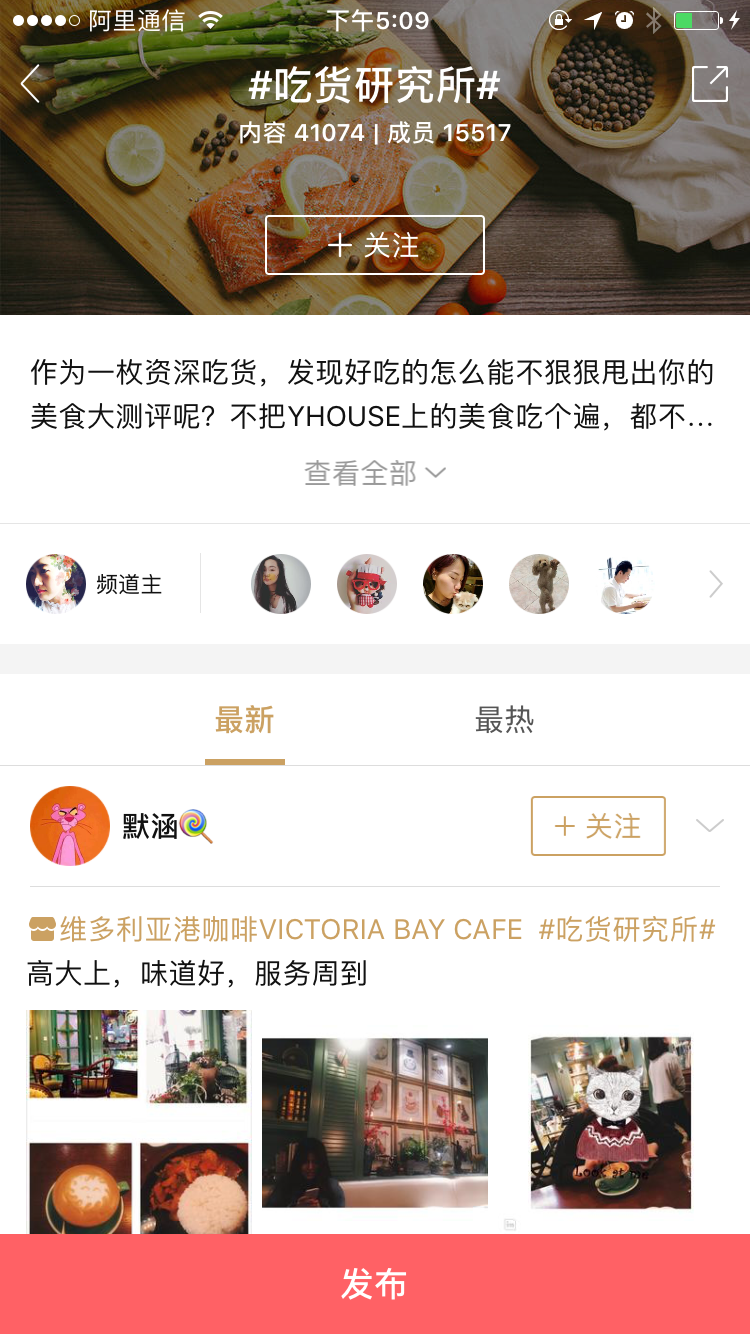 阿里通信 下午5:09
#吃货研究所#
内容 41074 | 成员 15517
+ 关注
作为一枚资深吃货，发现好吃的怎么能不狠狠甩出你的
美食大测评呢？不把YHOUSE上的美食吃个遍，都不...
查看全部
频道主
最新 最热
默涵 + 关注
维多利亚港咖啡VICTORIA BAY CAFE #吃货研究所#
高大上，味道好，服务周到
Look at me
发布